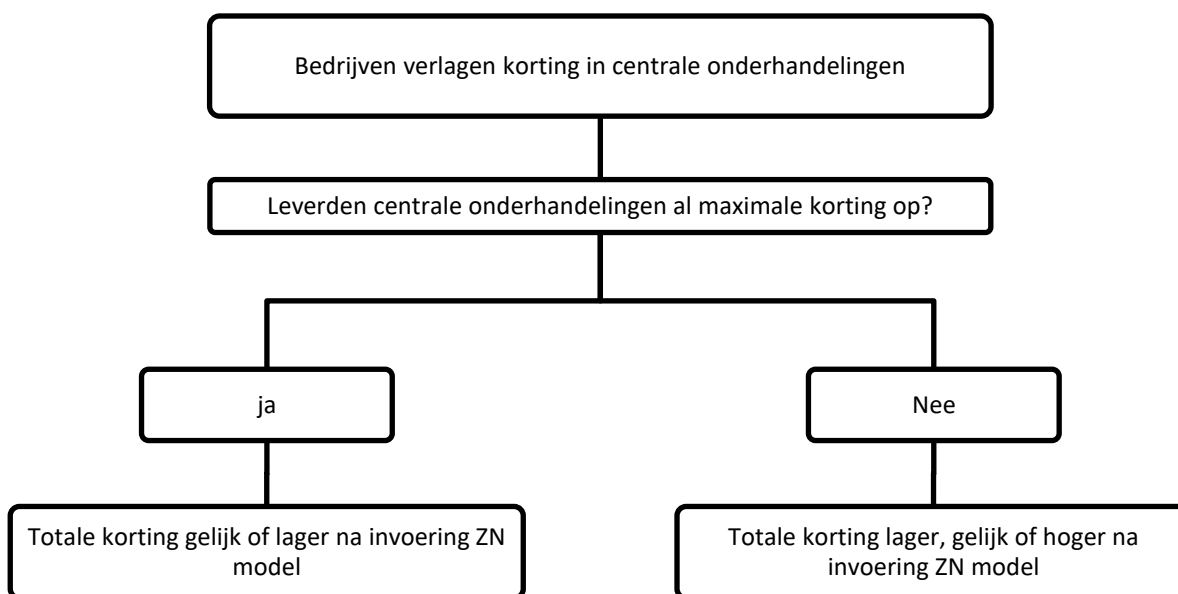 Bedrijven verlagen korting in centrale onderhandelingen
Leverden centrale onderhandelingen al maximale korting op?
ja
Nee
Totale korting gelijk of lager na invoering ZN
model
Totale korting lager, gelijk of hoger na
invoering ZN model